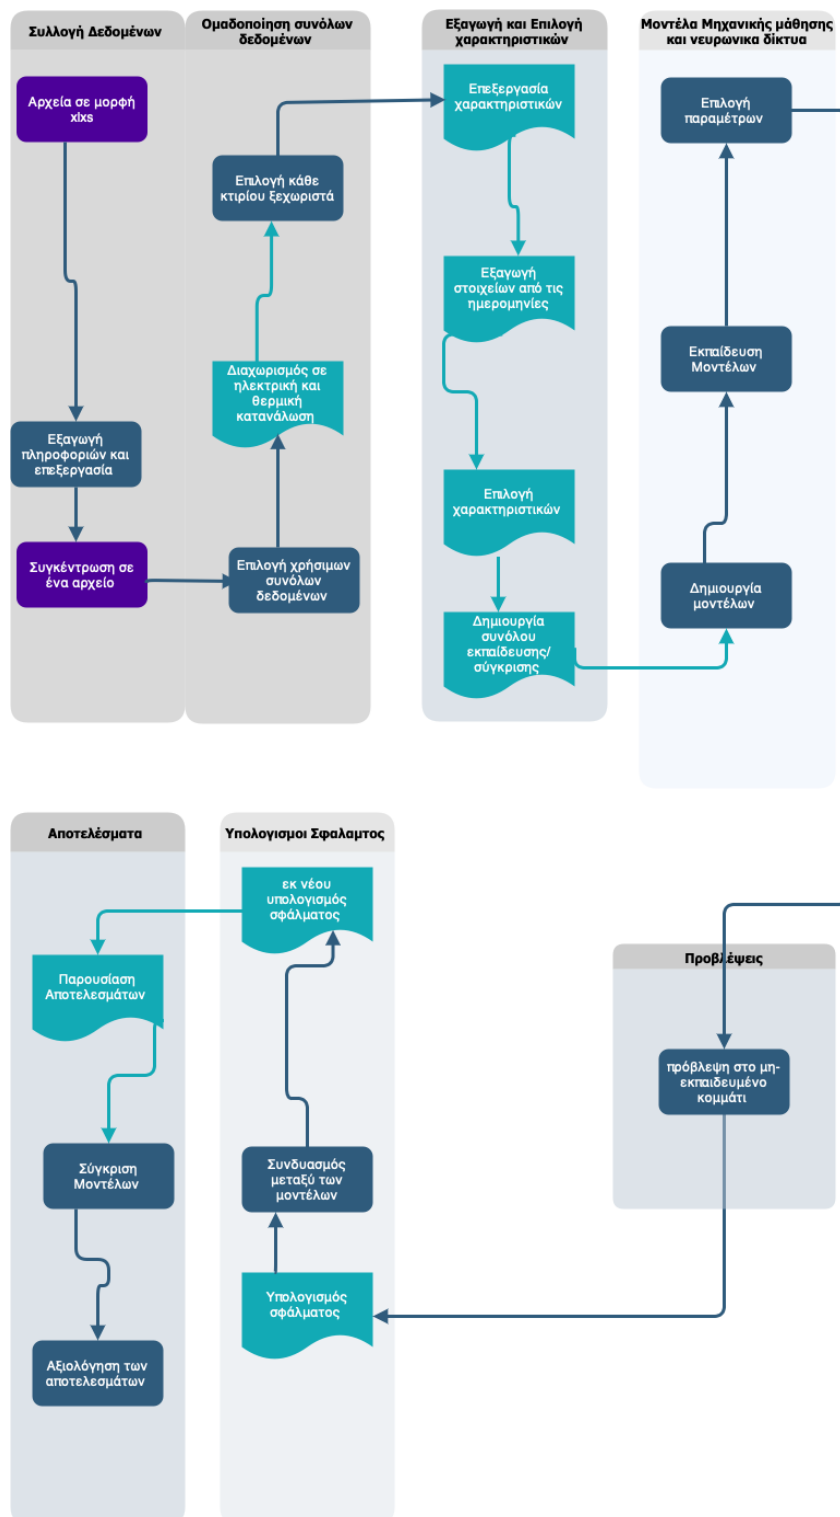 Συλλογή Δεδομένων
Αρχεία σε μορφή
xlxs
Εξαγωγή
πληροφοριών και
επεξεργασία
Συγκέντρωση σε
ένα αρχείο
Ομαδοποίηση συνόλων
δεδομένων
Επιλογή κάθε
κτιρίου ξεχωριστά
Διαχωρισμός σε
ηλεκτρική και
θερμική
κατανάλωση
Επιλογή χρήσιμων
συνόλων
δεδομένων
Εξαγωγή και Επιλογή
χαρακτηριστικών
Επεξεργασία
χαρακτηριστικών
Εξαγωγή
στοιχείων από τις
ημερομηνίες
Επιλογή
χαρακτηριστικών
Δημιουργία
συνόλου
εκπαίδευσης/
σύγκρισης
Μοντέλα Μηχανικής μάθησης
και νευρωνικα δίκτυα
Επιλογή
παραμέτρων
Εκπαίδευση
Μοντέλων
Δημιουργία
μοντέλων
Αποτελέσματα
Παρουσίαση
Αποτελεσμάτων
Σύγκριση
Μοντέλων
Αξιολόγηση των
αποτελεσμάτων
Υπολογισμοι Σφαλαμτος
εκ νέου
υπολογισμός
σφάλματος
Συνδυασμός
μεταξύ των
μοντέλων
Υπολογισμός
σφάλματος
Προβλέψεις
πρόβλεψη στο μη-
εκπαιδευμένο
κομμάτι